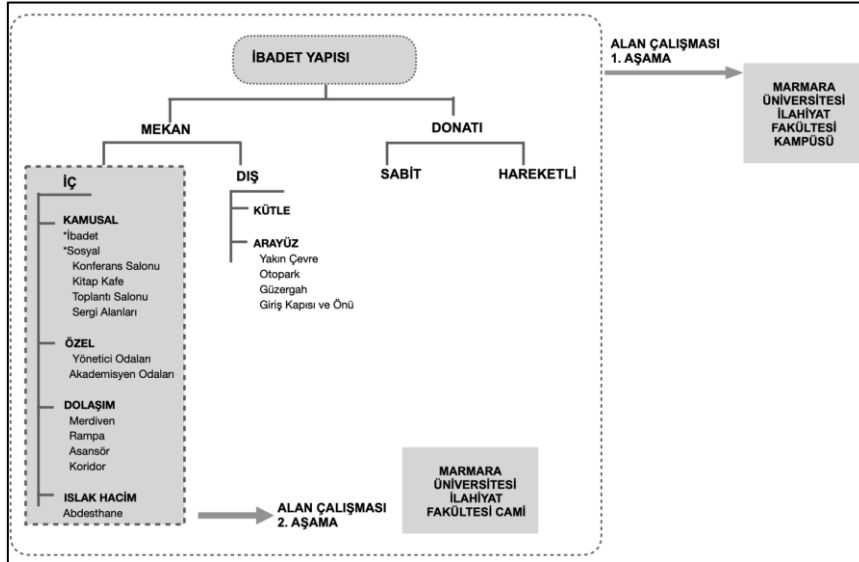 İBADET YAPISI
MEKAN
DONATI
İÇ
DIŞ
SABİT
HAREKETLİ
KAMUSAL
*İbadet
*Sosyal
Konferans Salonu
Kitap Kafe
Toplantı Salonu
Sergi Alanları
ÖZEL
Yönetici Odaları
Akademisyen Odaları
DOLAŞIM
Merdiven
Rampa
Asansör
Koridor
ISLAK HACİM
Abdesthane
KÜTLE
ARAYÜZ
Yakın Çevre
Otopark
Güzergah
Giriş Kapısı ve Önü
ALAN ÇALIŞMASI
1. AŞAMA
MARMARA
ÜNİVERSİTESİ
İLAHİYAT
FAKÜLTESİ
KAMPÜSÜ
ALAN ÇALIŞMASI
2. AŞAMA
MARMARA
ÜNİVERSİTESİ
İLAHİYAT
FAKÜLTESİ CAMİ